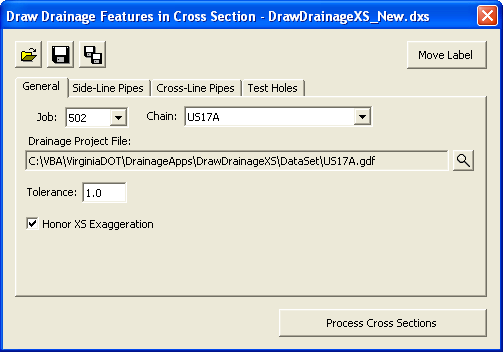 Draw Drainage Features in Cross Section - DrawDrainageXS_New.dxs
Move Label
General Side-Line Pipes Cross-Line Pipes Test Holes
Job: 502 Chain: US17A
Drainage Project File:
C:\VBA\VirginiaDOT\DrainageApps\DrawDrainageXS\DataSet\US17A.gdf
Tolerance: 1.0
Honor XS Exaggeration
Process Cross Sections